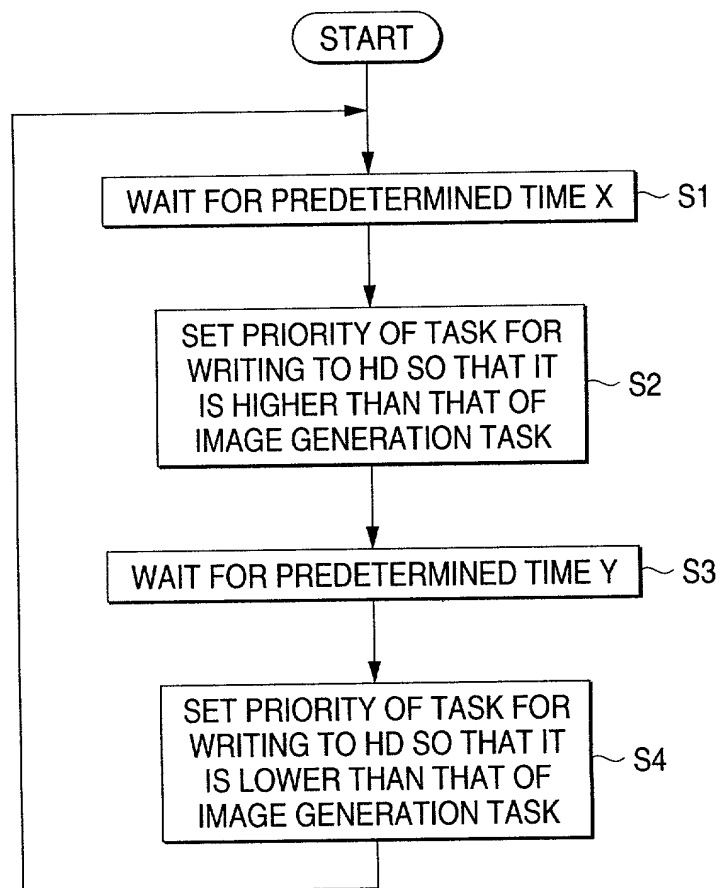 START
WAIT FOR PREDETERMINED TIME X
S1
SET PRIORITY OF TASK FOR
WRITING TO HD SO THAT IT
IS HIGHER THAN THAT OF
IMAGE GENERATION TASK
S2
WAIT FOR PREDETERMINED TIME Y
S3
SET PRIORITY OF TASK FOR
WRITING TO HD SO THAT IT
IS LOWER THAN THAT OF
IMAGE GENERATION TASK
S4